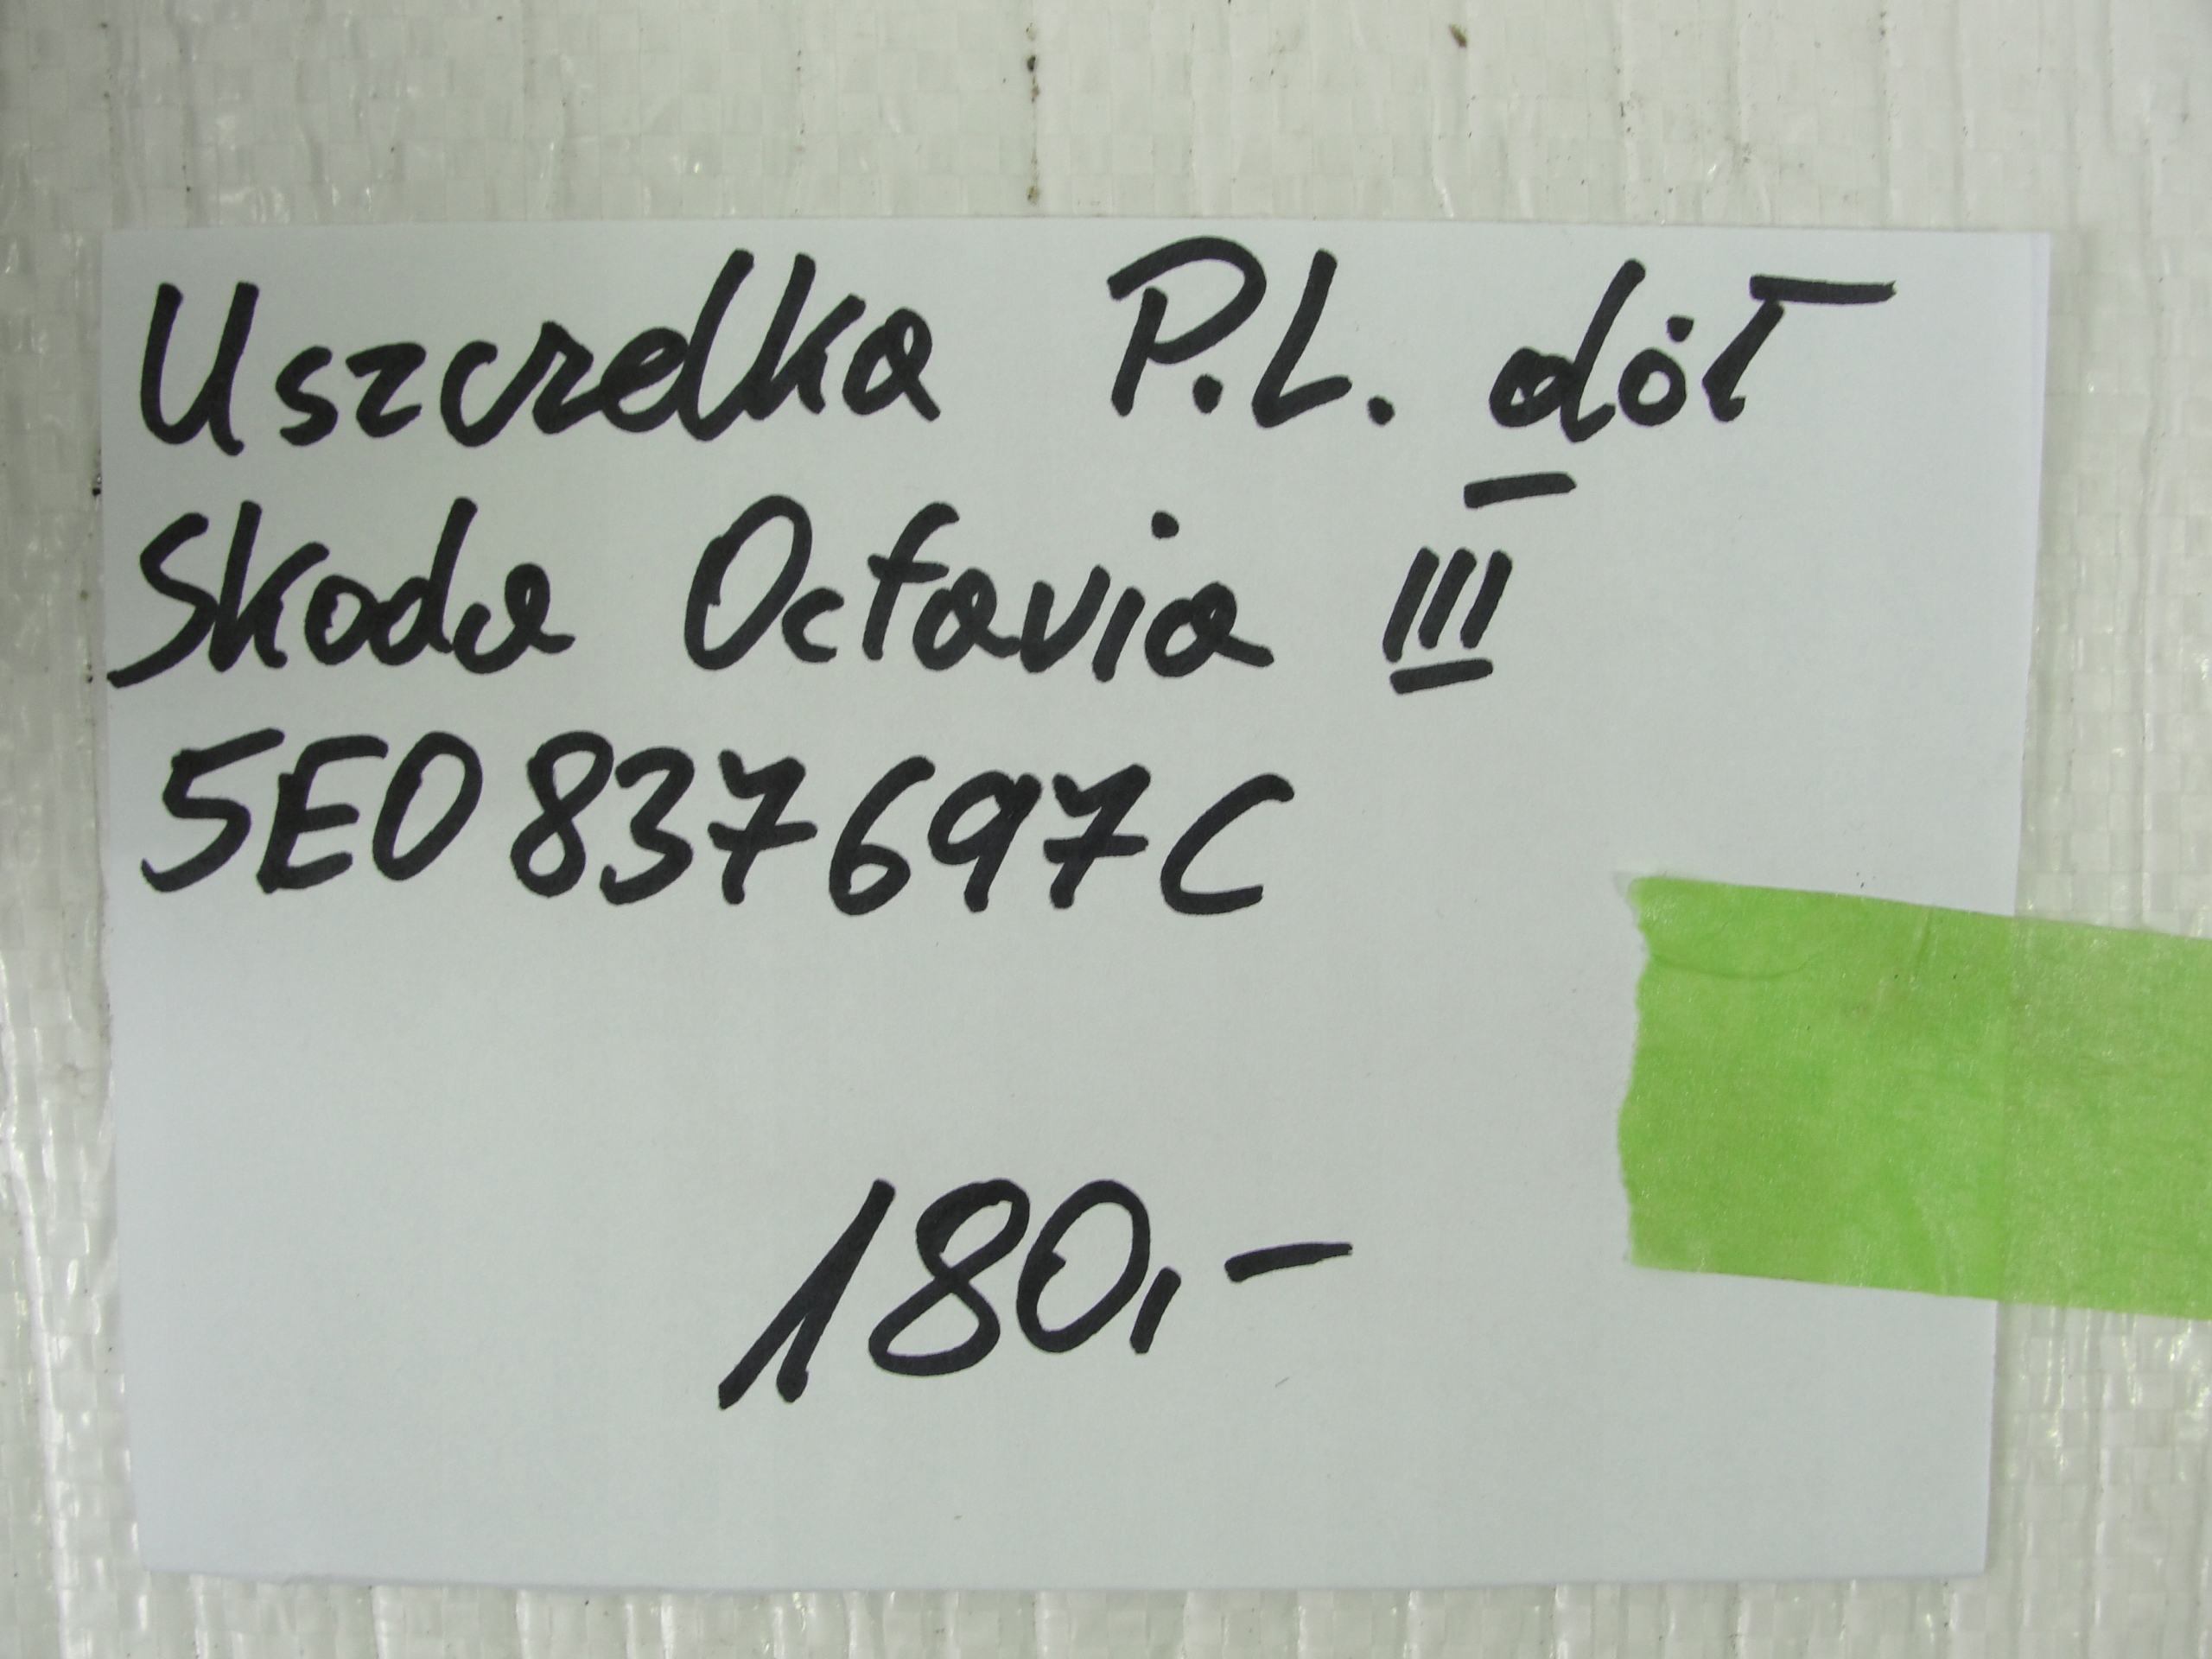 Uszczelka P.L. dół
Skoda Octavia III
5E0837697C
180,-